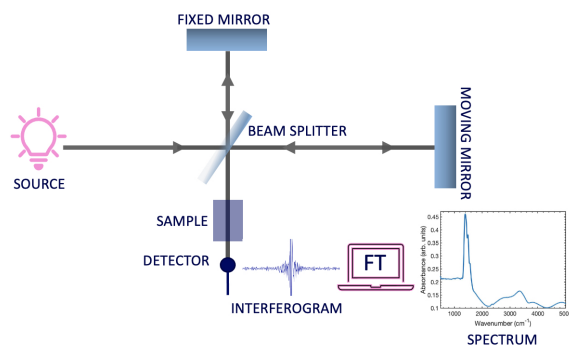 FIXED MIRROR
BEAM SPLITTER
MOVING MIRROR
SOURCE
SAMPLE
DETECTOR
INTERFEROGRAM
FT
Absorbance (arb. units)
0.45
0.4
0.35
0.3
0.25
0.2
0.15
0.1
1000 2000 3000 4000 5000
Wavenumber (cm⁻¹)
SPECTRUM